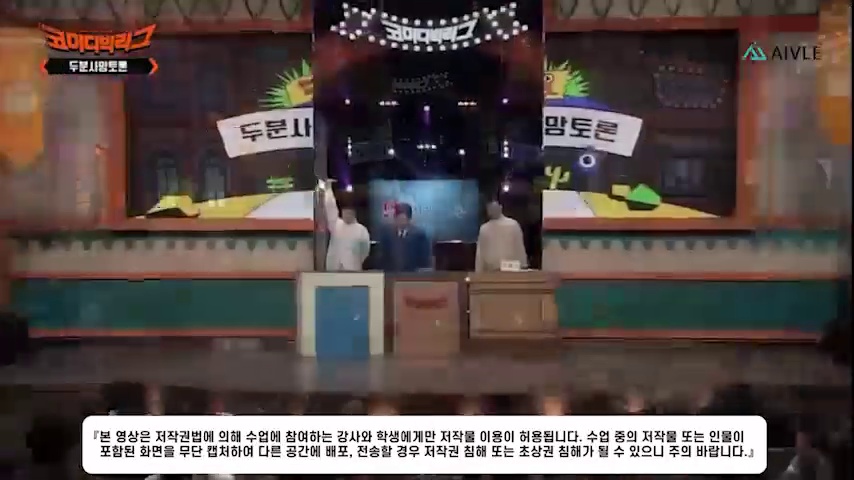 코미디빅리그
두분사망토론
코미디빅리그
AIVLE
두분사
망토론
『본 영상은 저작권법에 의해 수업에 참여하는 강사와 학생에게만 저작물 이용이 허용됩니다. 수업 중의 저작물 또는 인물이
포함된 화면을 무단 캡처하여 다른 공간에 배포, 전송할 경우 저작권 침해 또는 초상권 침해가 될 수 있으니 주의 바랍니다.』